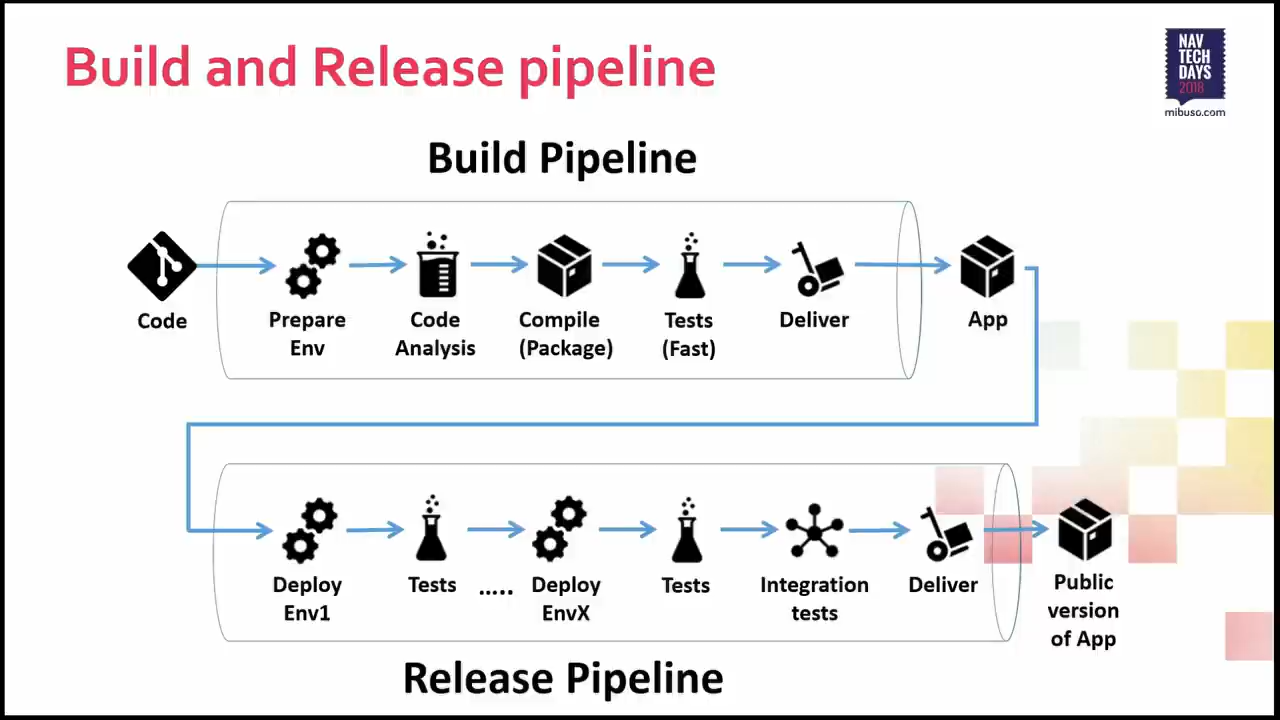 Build and Release pipeline
NAV
TECH
DAYS
2018
mibuso.com
Build Pipeline
Code
Prepare
Env
Code
Analysis
Compile
(Package)
Tests
(Fast)
Deliver
App
Deploy
Env1
Tests
.....
Deploy
EnvX
Tests
Integration
tests
Deliver
Public
version
of App
Release Pipeline